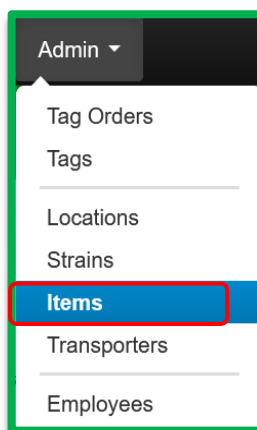 Admin
Tag Orders
Tags
Locations
Strains
Items
Transporters
Employees